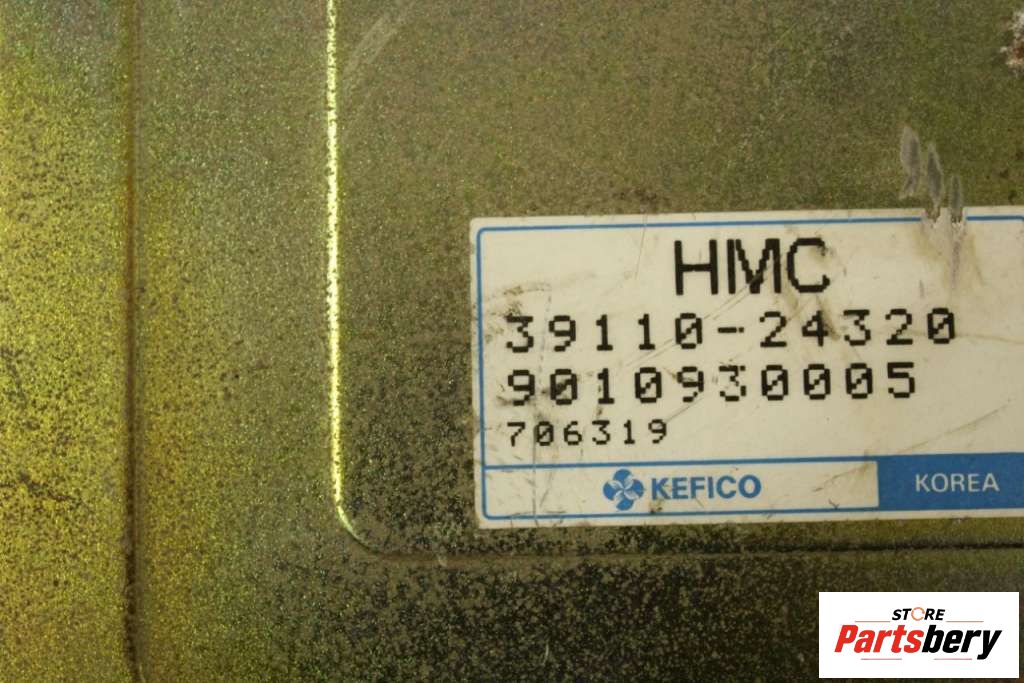 HMC
39110-24320
9010930005
706319
KEFICO KOREA
STORE
Partsbery